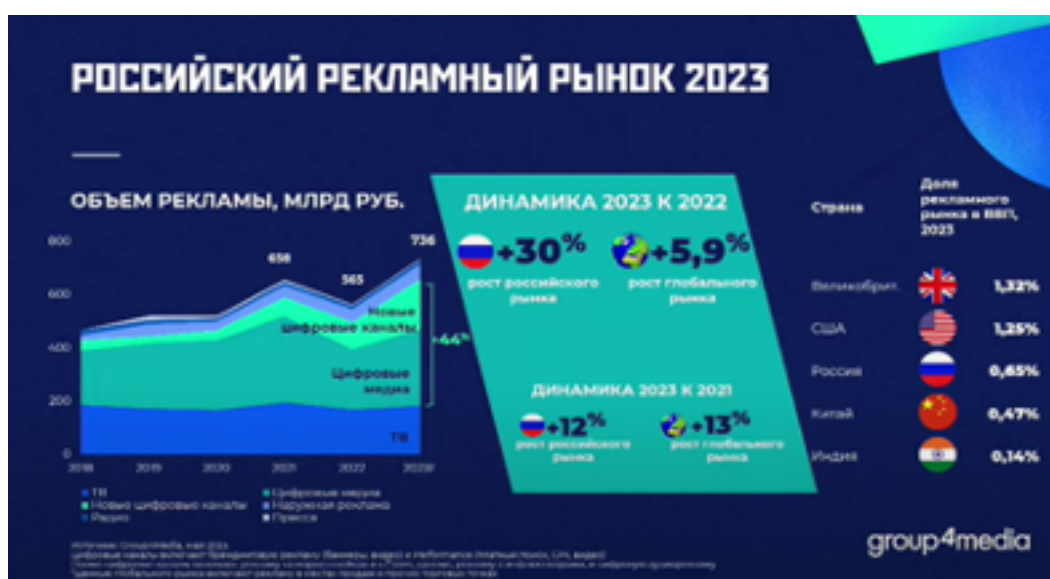 РОССИЙСКИЙ РЕКЛАМНЫЙ РЫНОК 2023
ОБЪЕМ РЕКЛАМЫ, МЛРД РУБ.
800
600
400
200
0
658
565
736
Новые
цифровые каналы
+44%
Цифровые
медиа
ТВ
2018
2019
2020
2021
2022
ТВ
Цифровые медиа
Новые цифровые каналы
Наружная реклама
Радио
Пресса
ДИНАМИКА 2023 К 2022
+30%
рост российского
рынка
+5,9%
рост глобального
рынка
ДИНАМИКА 2023 К 2021
+12%
рост российского
рынка
+13%
рост глобального
рынка
Страна
Доля
рекламного
рынка в ВВП,
2023
Великобрит.
1,32%
США
1,25%
Россия
0,65%
Китай
0,47%
Индия
0,14%
group4media